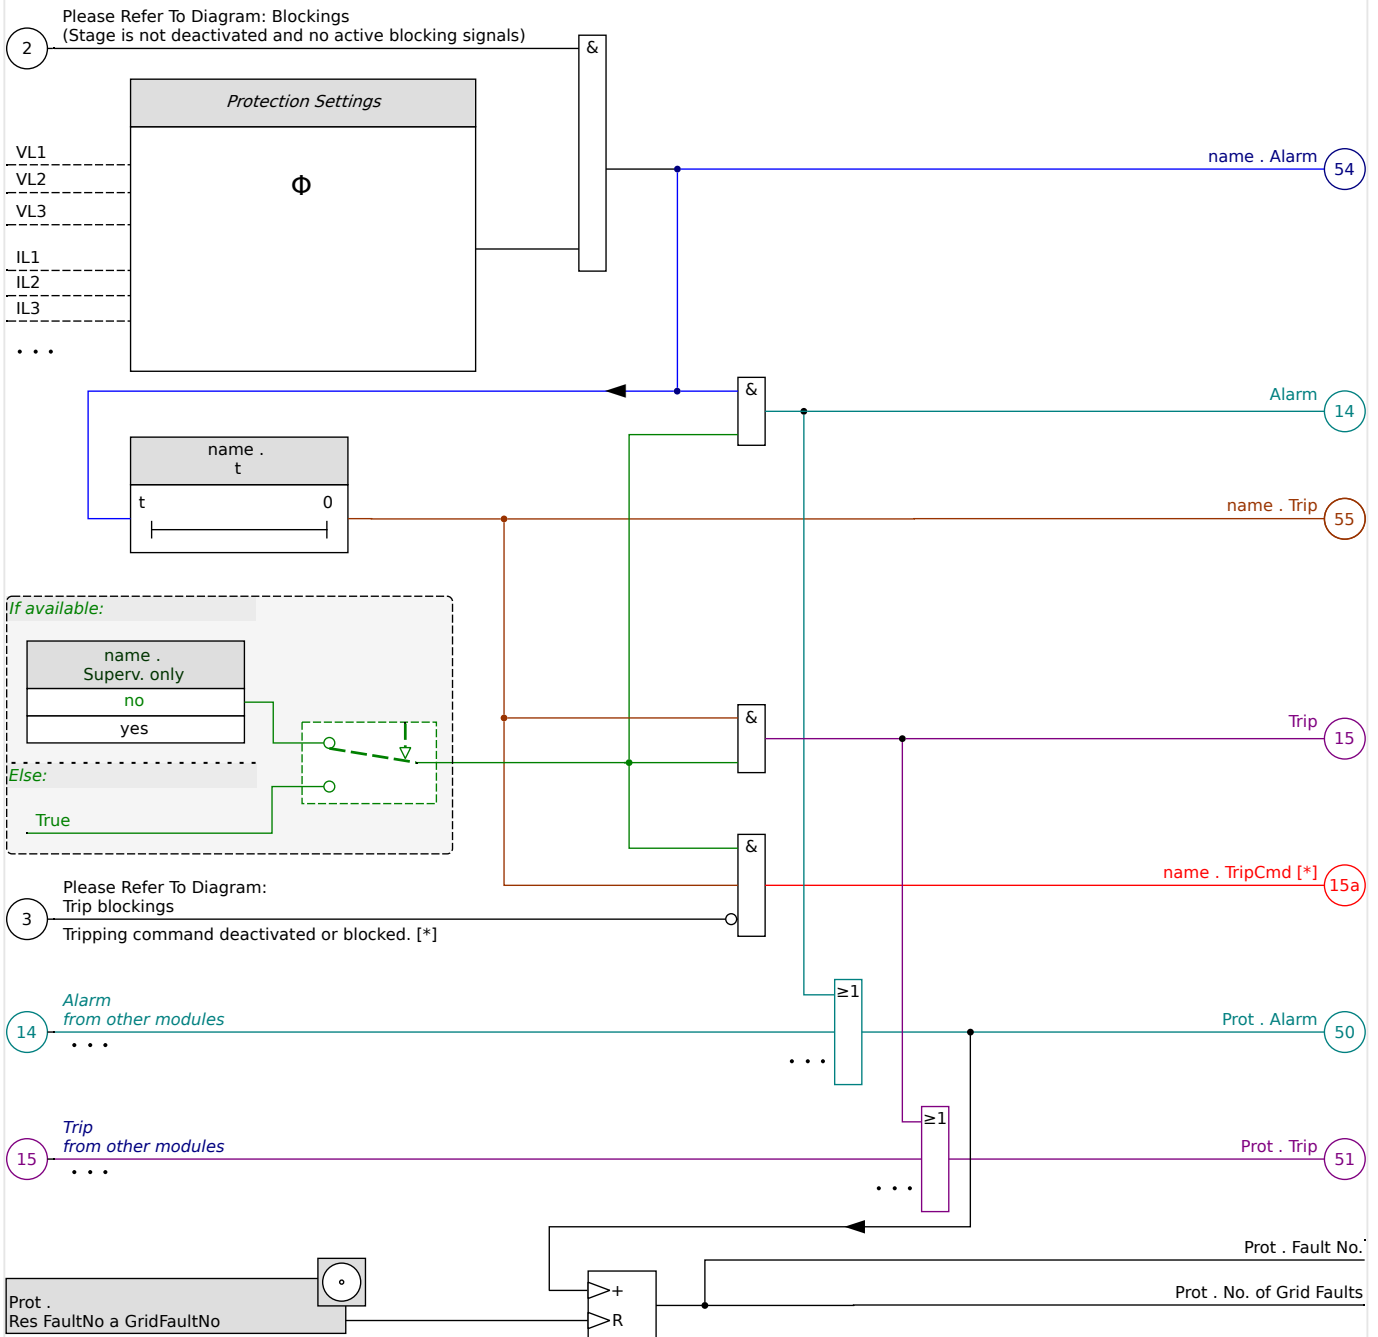 Please Refer To Diagram: Blockings
(Stage is not deactivated and no active blocking signals)
2
&
Protection Settings
VL1
VL2
VL3
Φ
IL1
IL2
IL3
...
name . Alarm
54
&
Alarm
14
name .
t
t 0
name . Trip
55
If available:
name .
Superv. only
no
yes
Else:
True
&
Trip
15
&
name . TripCmd [*]
15a
Please Refer To Diagram:
Trip blockings
3
Tripping command deactivated or blocked. [*]
≥1
Alarm
from other modules
14
...
...
Prot . Alarm
50
≥1
Trip
from other modules
15
...
...
Prot . Trip
51
Prot . Fault No.
Prot . No. of Grid Faults
Prot .
Res FaultNo a GridFaultNo
+
R